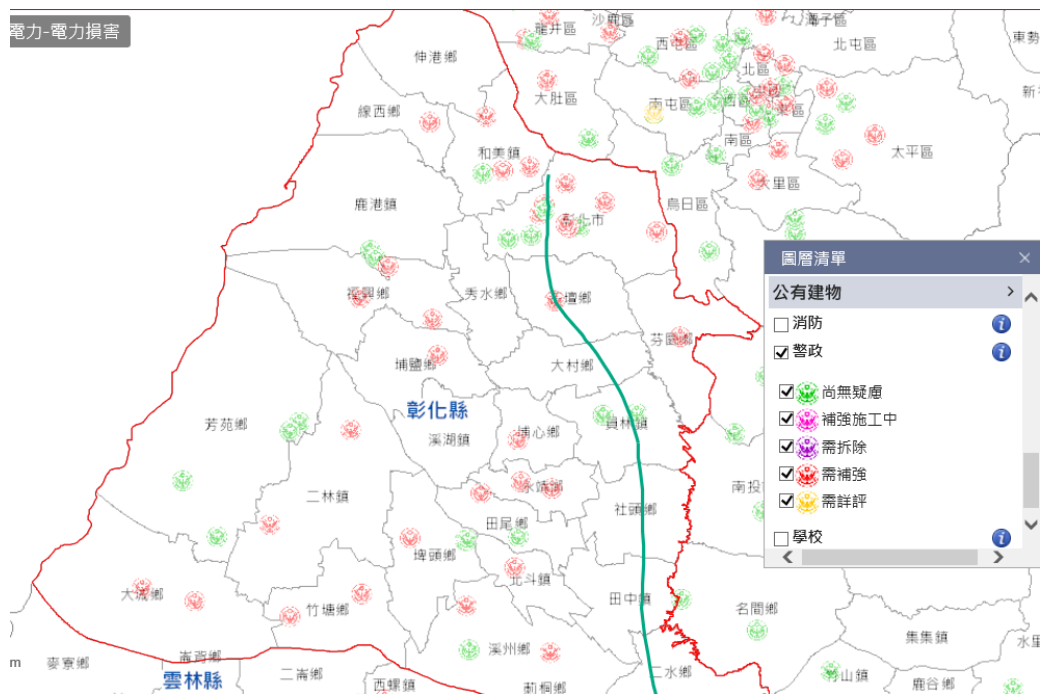 電力-電力損害
龍井區
沙鹿區
西屯區
潭子區
北屯區
東勢
伸港鄉
大肚區
南屯區
北區
西區
東區
新
線西鄉
和美鎮
南區
太平區
大里區
鹿港鎮
彰化市
烏日區
福興鄉
秀水鄉
花壇鄉
芬園鄉
埔鹽鄉
大村鄉
彰化縣
芳苑鄉
溪湖鎮
埔心鄉
員林鎮
二林鎮
永靖鄉
社頭鄉
南投
田尾鄉
埤頭鄉
北斗鎮
大城鄉
竹塘鄉
田中鎮
名間鄉
集集鎮
水里
溪州鄉
二水鄉
竹山鎮
鹿谷鄉
麥寮鄉
崙背鄉
雲林縣
二崙鄉
西螺鎮
莿桐鄉
)
m
圖層清單
公有建物
消防
警政
尚無疑慮
補強施工中
需拆除
需補強
需詳評
學校